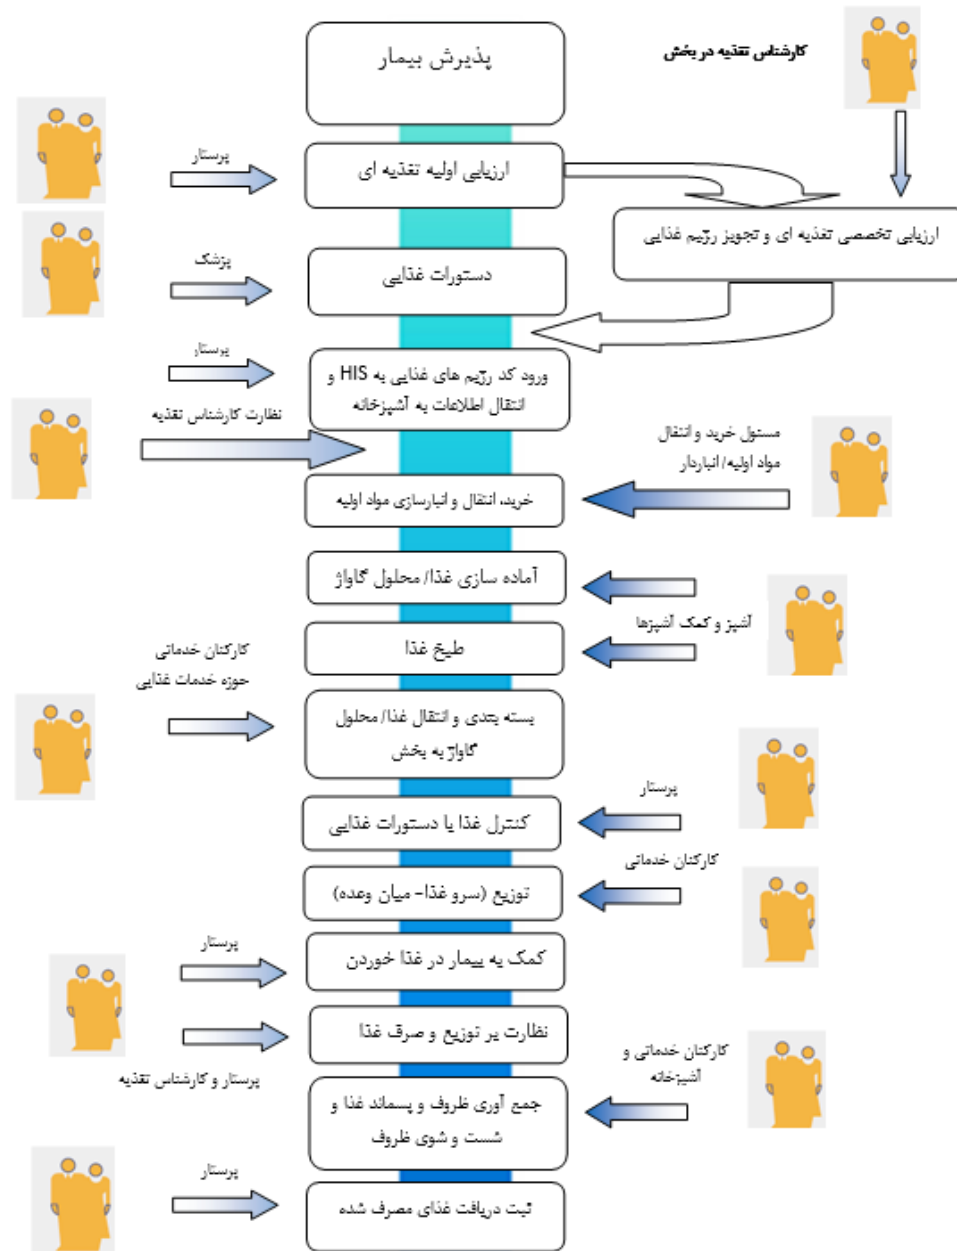 پذیرش بیمار
کارشناس تغذیه در بخش
پرستار
ارزیابی اولیه تغذیه ای
ارزیابی تخصصی تغذیه ای و تجویز رژیم غذایی
پزشک
دستورات غذایی
پرستار
ورود کد رژیم های غذایی به HIS و
انتقال اطلاعات به آشپزخانه
نظارت کارشناس تغذیه
مسئول خرید و انتقال
مواد اولیه/ انباردار
خرید، انتقال و انبارسازی مواد اولیه
آماده سازی غذا/ محلول گاواژ
آشپز و کمک آشپزها
طبخ غذا
کارکنان خدماتی
حوزه خدمات غذایی
بسته بندی و انتقال غذا/ محلول
گاواژ به بخش
پرستار
کنترل غذا با دستورات غذایی
کارکنان خدماتی
توزیع (سرو غذا- میان وعده)
پرستار
کمک به بیمار در غذا خوردن
نظارت بر توزیع و صرف غذا
پرستار و کارشناس تغذیه
کارکنان خدماتی و
آشپزخانه
جمع آوری ظروف و پسماند غذا و
شست و شوی ظروف
پرستار
ثبت دریافت غذای مصرف شده